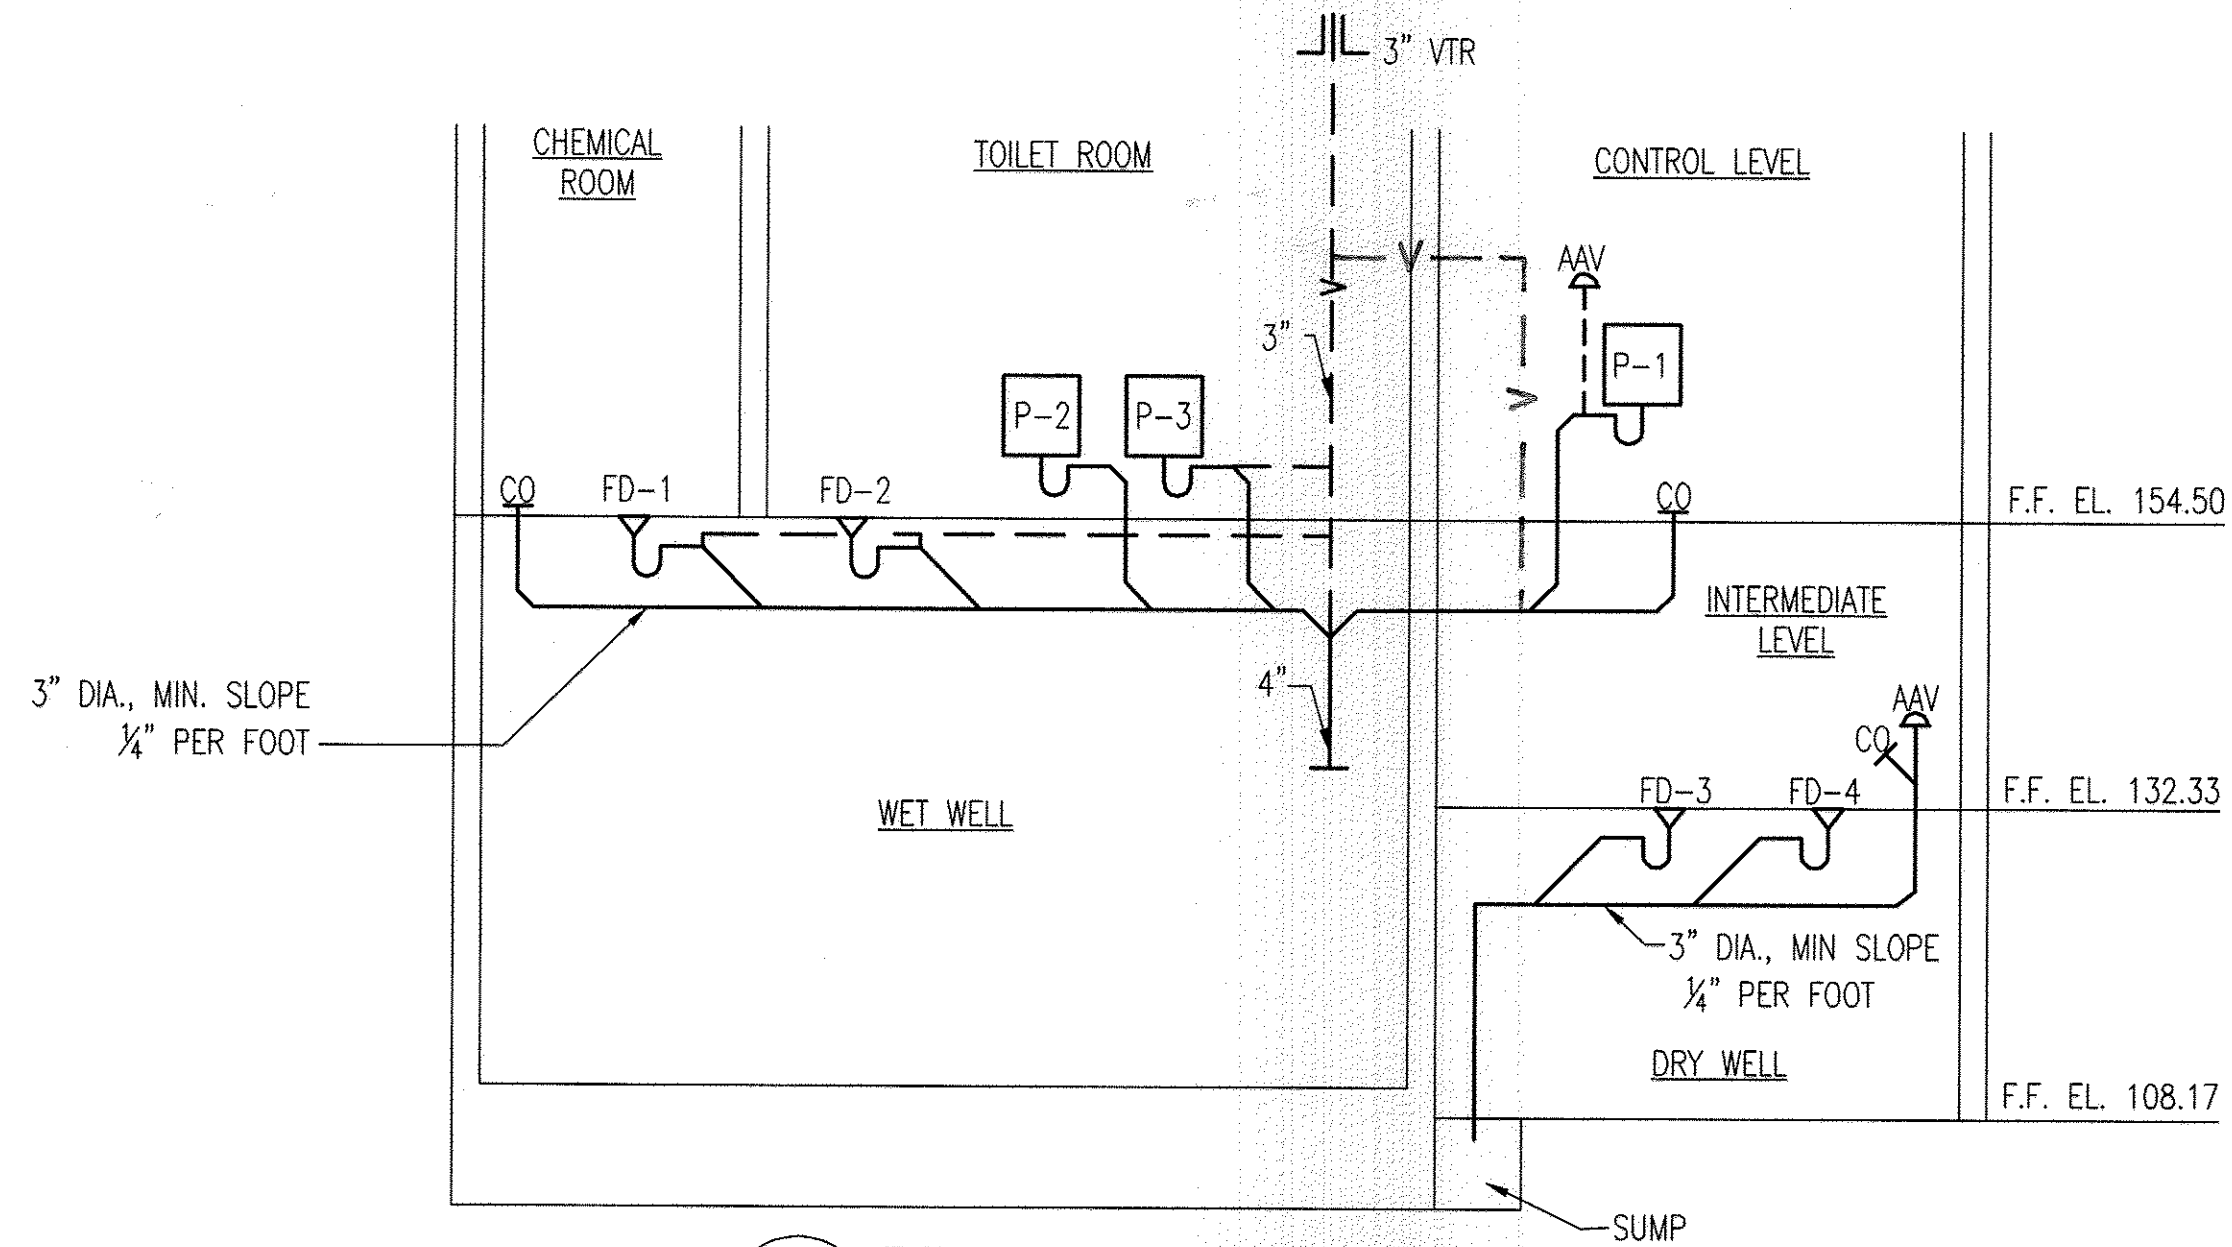 3" VTR
CHEMICAL
ROOM
TOILET ROOM
CONTROL LEVEL
V
AAV
V
3"
P-1
P-2
P-3
V
CO
FD-1
FD-2
CO
F.F. EL. 154.50
INTERMEDIATE
LEVEL
3" DIA., MIN. SLOPE
¼" PER FOOT
4"
AAV
CO
WET WELL
FD-3
FD-4
F.F. EL. 132.33
3" DIA., MIN SLOPE
¼" PER FOOT
DRY WELL
F.F. EL. 108.17
SUMP